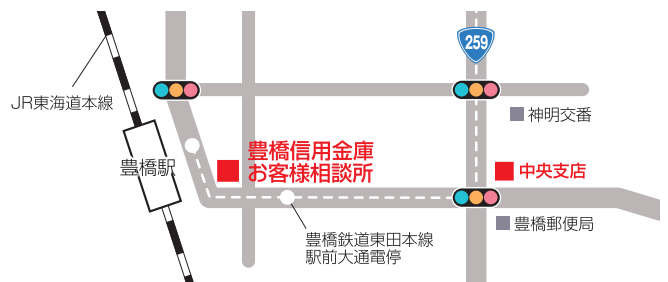 259
JR東海道本線
神明交番
豊橋駅
豊橋信用金庫
お客様相談所
中央支店
豊橋郵便局
豊橋鉄道東田本線
駅前大通電停